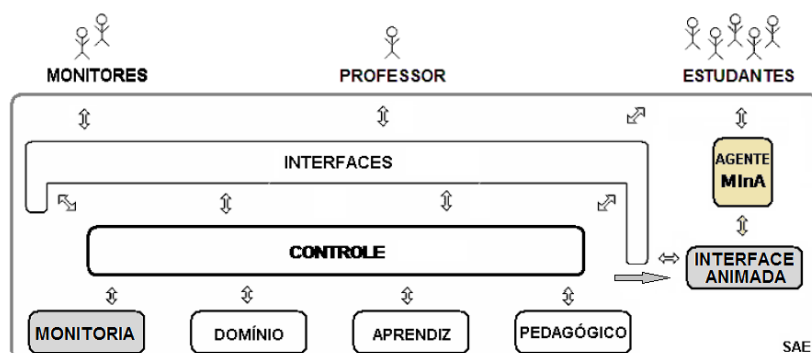 MONITORES
PROFESSOR
ESTUDANTES
INTERFACES
AGENTE
MInA
CONTROLE
INTERFACE
ANIMADA
MONITORIA
DOMÍNIO
APRENDIZ
PEDAGÓGICO
SAE